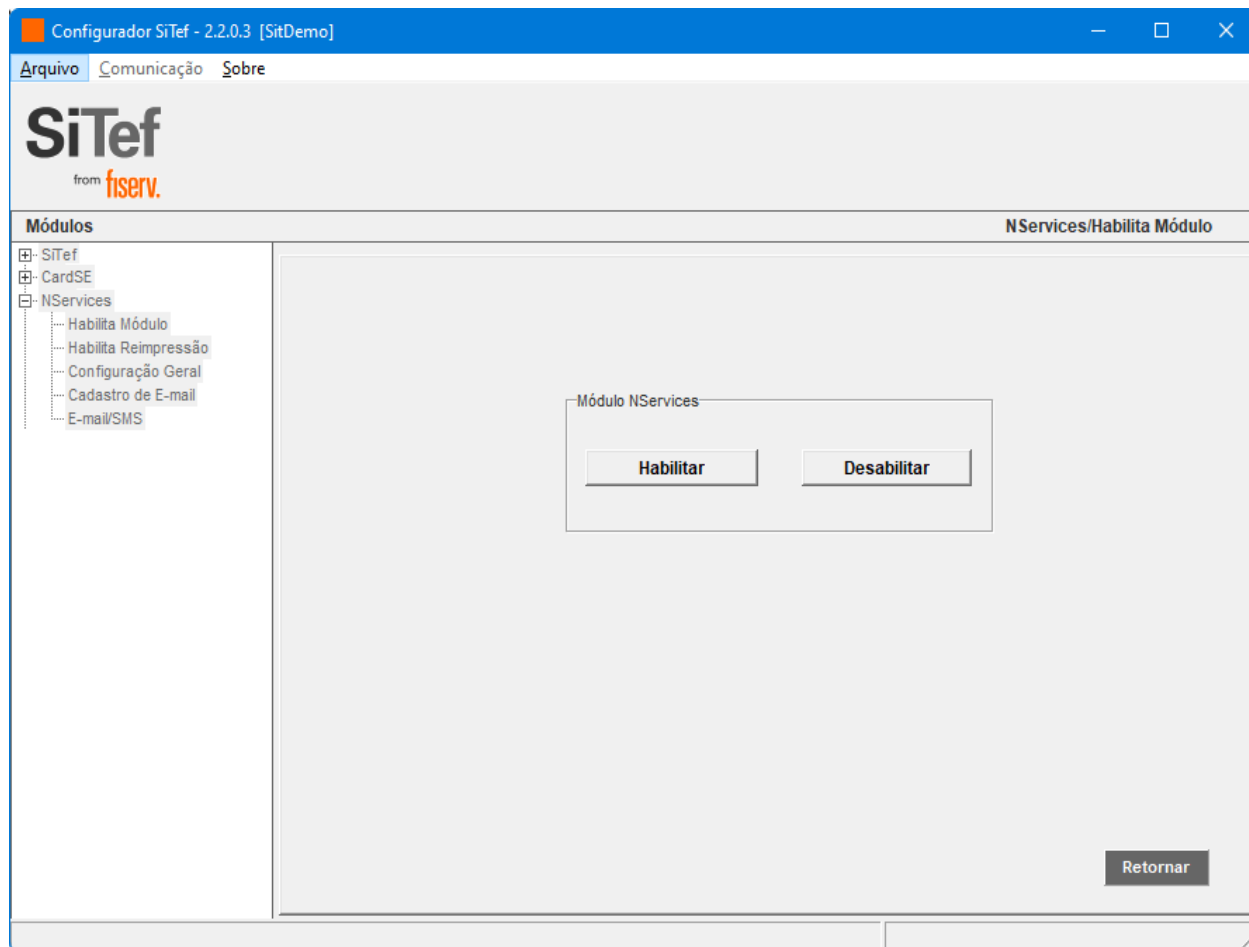 Configurador SiTef - 2.2.0.3 [SitDemo]
Arquivo Comunicação Sobre
SiTef
from fiserv.
Módulos NServices/Habilita Módulo
SiTef
CardSE
NServices
Habilita Módulo
Habilita Reimpressão
Configuração Geral
Cadastro de E-mail
E-mail/SMS
Módulo NServices
Habilitar Desabilitar
Retornar